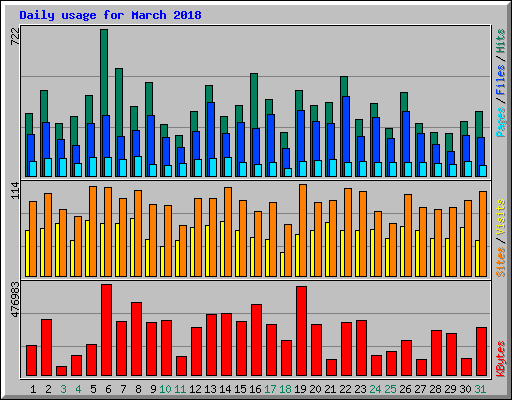 Daily usage for March 2018
722
Pages / Files / Hits
114
Sites / Visits
476983
KBytes
1 2 3 4 5 6 7 8 9 10 11 12 13 14 15 16 17 18 19 20 21 22 23 24 25 26 27 28 29 30 31